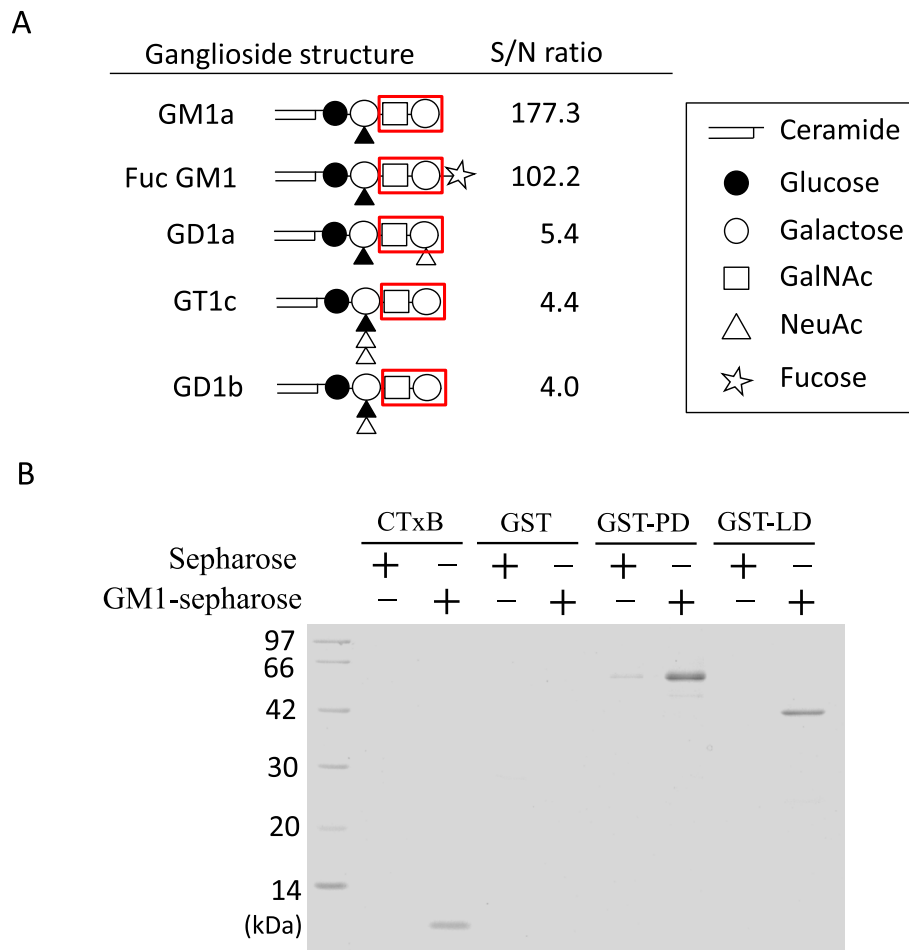 A
Ganglioside structure S/N ratio
GM1a 177.3
Fuc GM1 102.2
GD1a 5.4
GT1c 4.4
GD1b 4.0
Ceramide
Glucose
Galactose
GalNAc
NeuAc
Fucose
B
CTxB GST GST-PD GST-LD
Sepharose + − + − + − + −
GM1-sepharose − + − + − + − +
97
66
42
30
20
14
(kDa)